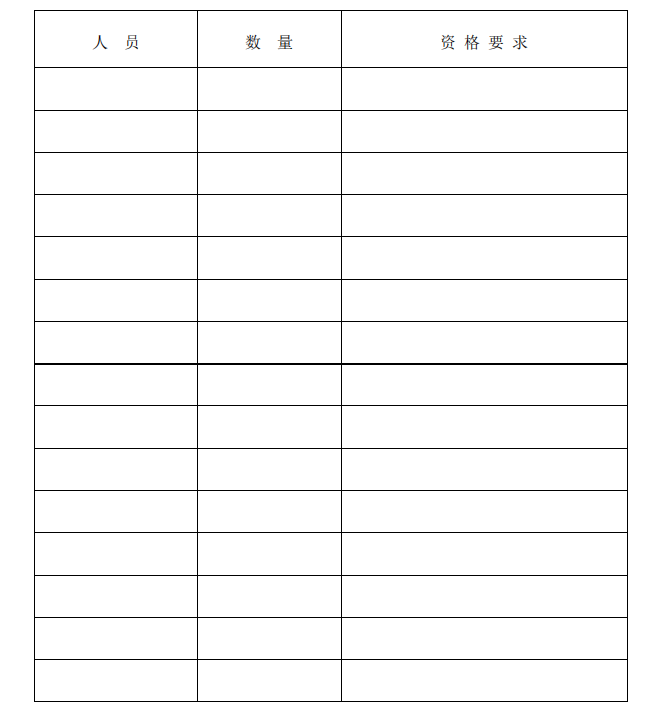 人 员 数 量 资 格 要 求